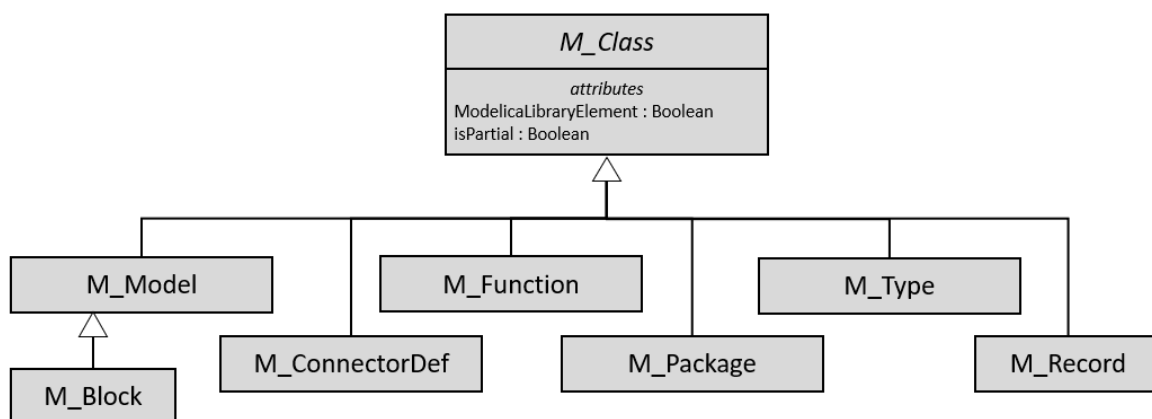 M_Class
attributes
ModelicaLibraryElement : Boolean
isPartial : Boolean
M_Model
M_Function
M_Type
M_ConnectorDef
M_Package
M_Record
M_Block